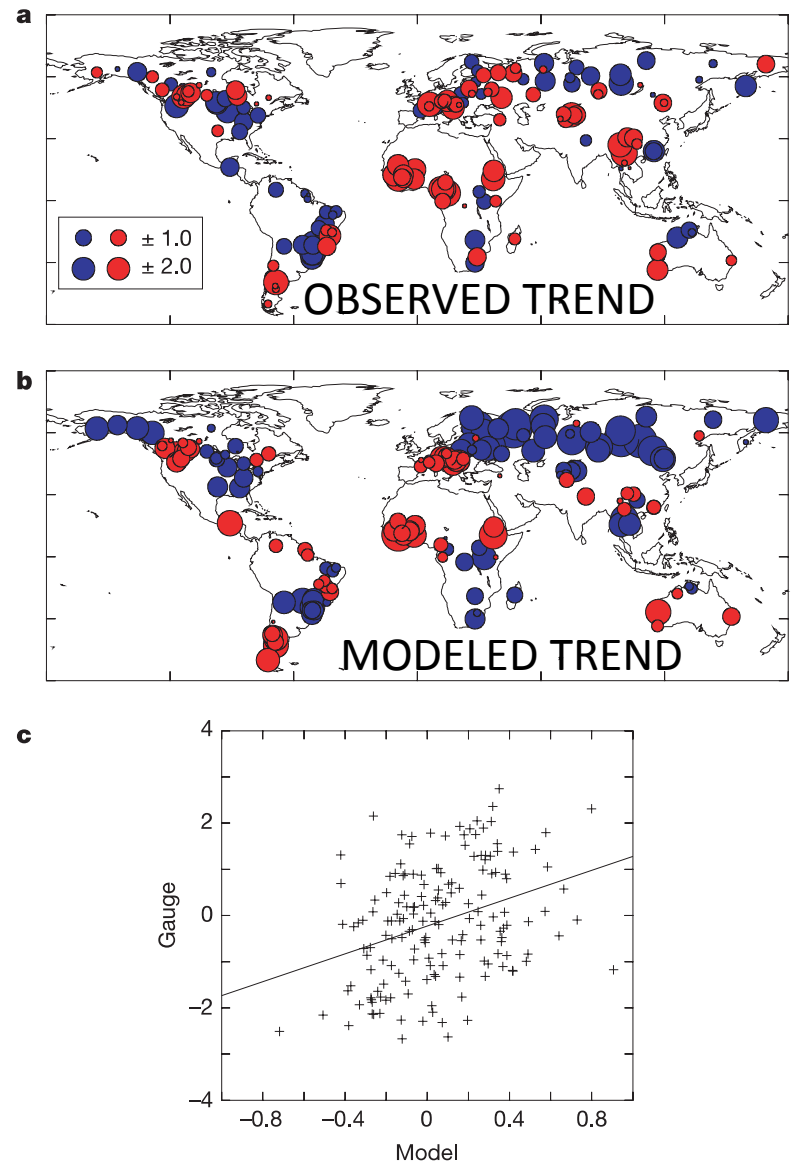 a
± 1.0
± 2.0
OBSERVED TREND
b
MODELED TREND
c
4
2
0
−2
−4
Gauge
−0.8 −0.4 0 0.4 0.8
Model